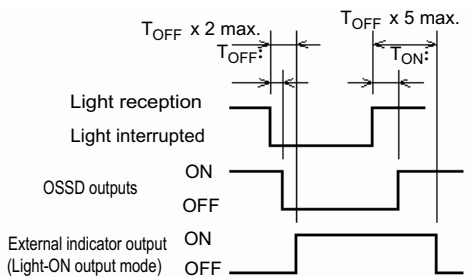 T_OFF x 2 max.
T_OFF x 5 max.
T_OFF:
T_ON:
Light reception
Light interrupted
OSSD outputs
ON
OFF
External indicator output
(Light-ON output mode)
ON
OFF